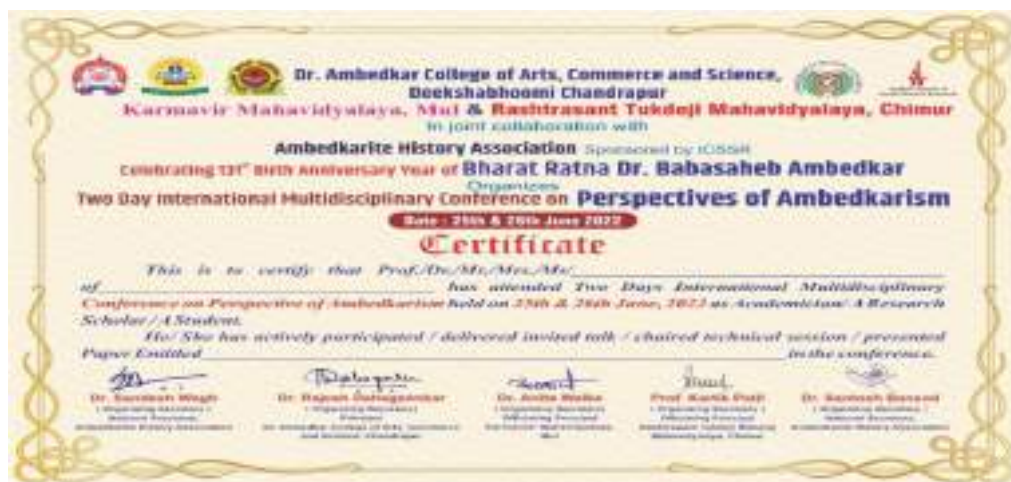 Dr. Ambedkar College of Arts, Commerce and Science,
Deekshabhoomi Chandrapur
Karmavir Mahavidyalaya, Mul & Rashtrasant Tukdoji Mahavidyalaya, Chimur
In joint collaboration with
Ambedkarite History Association Sponsored by ICSSR
Celebrating 131st Birth Anniversary Year of Bharat Ratna Dr. Babasaheb Ambedkar
Organizes
Two Day International Multidisciplinary Conference on Perspectives of Ambedkarism
Date : 25th & 26th June 2022
Certificate
This is to certify that Prof./Dr./Mr./Mrs./Ms/
of has attended Two Days International Multidisciplinary
Conference on Perspective of Ambedkarism held on 25th & 26th June, 2022 as Academician/ A Research
Scholar / A Student.
He/ She has actively participated / delivered invited talk / chaired technical session / presented
Paper Entitled in the conference.
Dr. Sandesh Wagh Dr. Rajesh Dahegaonkar Dr. Anita Walke Prof. Kartik Patil Dr. Santosh Bansod